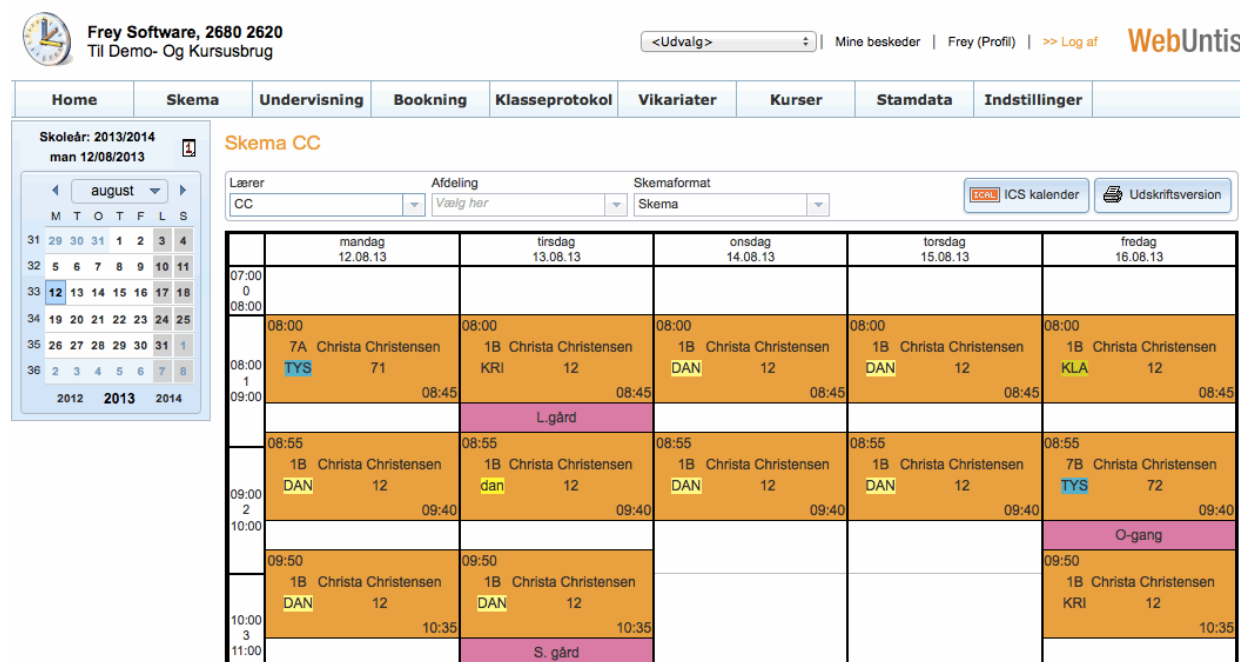 Frey Software, 2680 2620
Til Demo- Og Kursusbrug
<Udvalg> | Mine beskeder | Frey (Profil) | >> Log af
WebUntis
Home Skema Undervisning Bookning Klasseprotokol Vikariater Kurser Stamdata Indstillinger
Skoleår: 2013/2014
man 12/08/2013
1
august
M T O T F L S
31 29 30 31 1 2 3 4
32 5 6 7 8 9 10 11
33 12 13 14 15 16 17 18
34 19 20 21 22 23 24 25
35 26 27 28 29 30 31 1
36 2 3 4 5 6 7 8
2012 2013 2014
Skema CC
Lærer Afdeling Skemaformat
CC Vælg her Skema
ICAL ICS kalender Udskriftsversion
mandag tirsdag onsdag torsdag fredag
12.08.13 13.08.13 14.08.13 15.08.13 16.08.13
07:00
0
08:00
08:00 08:00 08:00 08:00 08:00
7A Christa Christensen 1B Christa Christensen 1B Christa Christensen 1B Christa Christensen 1B Christa Christensen
08:00 TYS 71 KRI 12 DAN 12 DAN 12 KLA 12
1
09:00 08:45 08:45 08:45 08:45 08:45
L.gård
08:55 08:55 08:55 08:55 08:55
1B Christa Christensen 1B Christa Christensen 1B Christa Christensen 1B Christa Christensen 7B Christa Christensen
09:00 DAN 12 dan 12 DAN 12 DAN 12 TYS 72
2 09:40 09:40 09:40 09:40 09:40
10:00 O-gang
09:50 09:50 09:50
1B Christa Christensen 1B Christa Christensen 1B Christa Christensen
DAN 12 DAN 12 KRI 12
10:00
3 10:35 10:35 10:35
11:00 S. gård